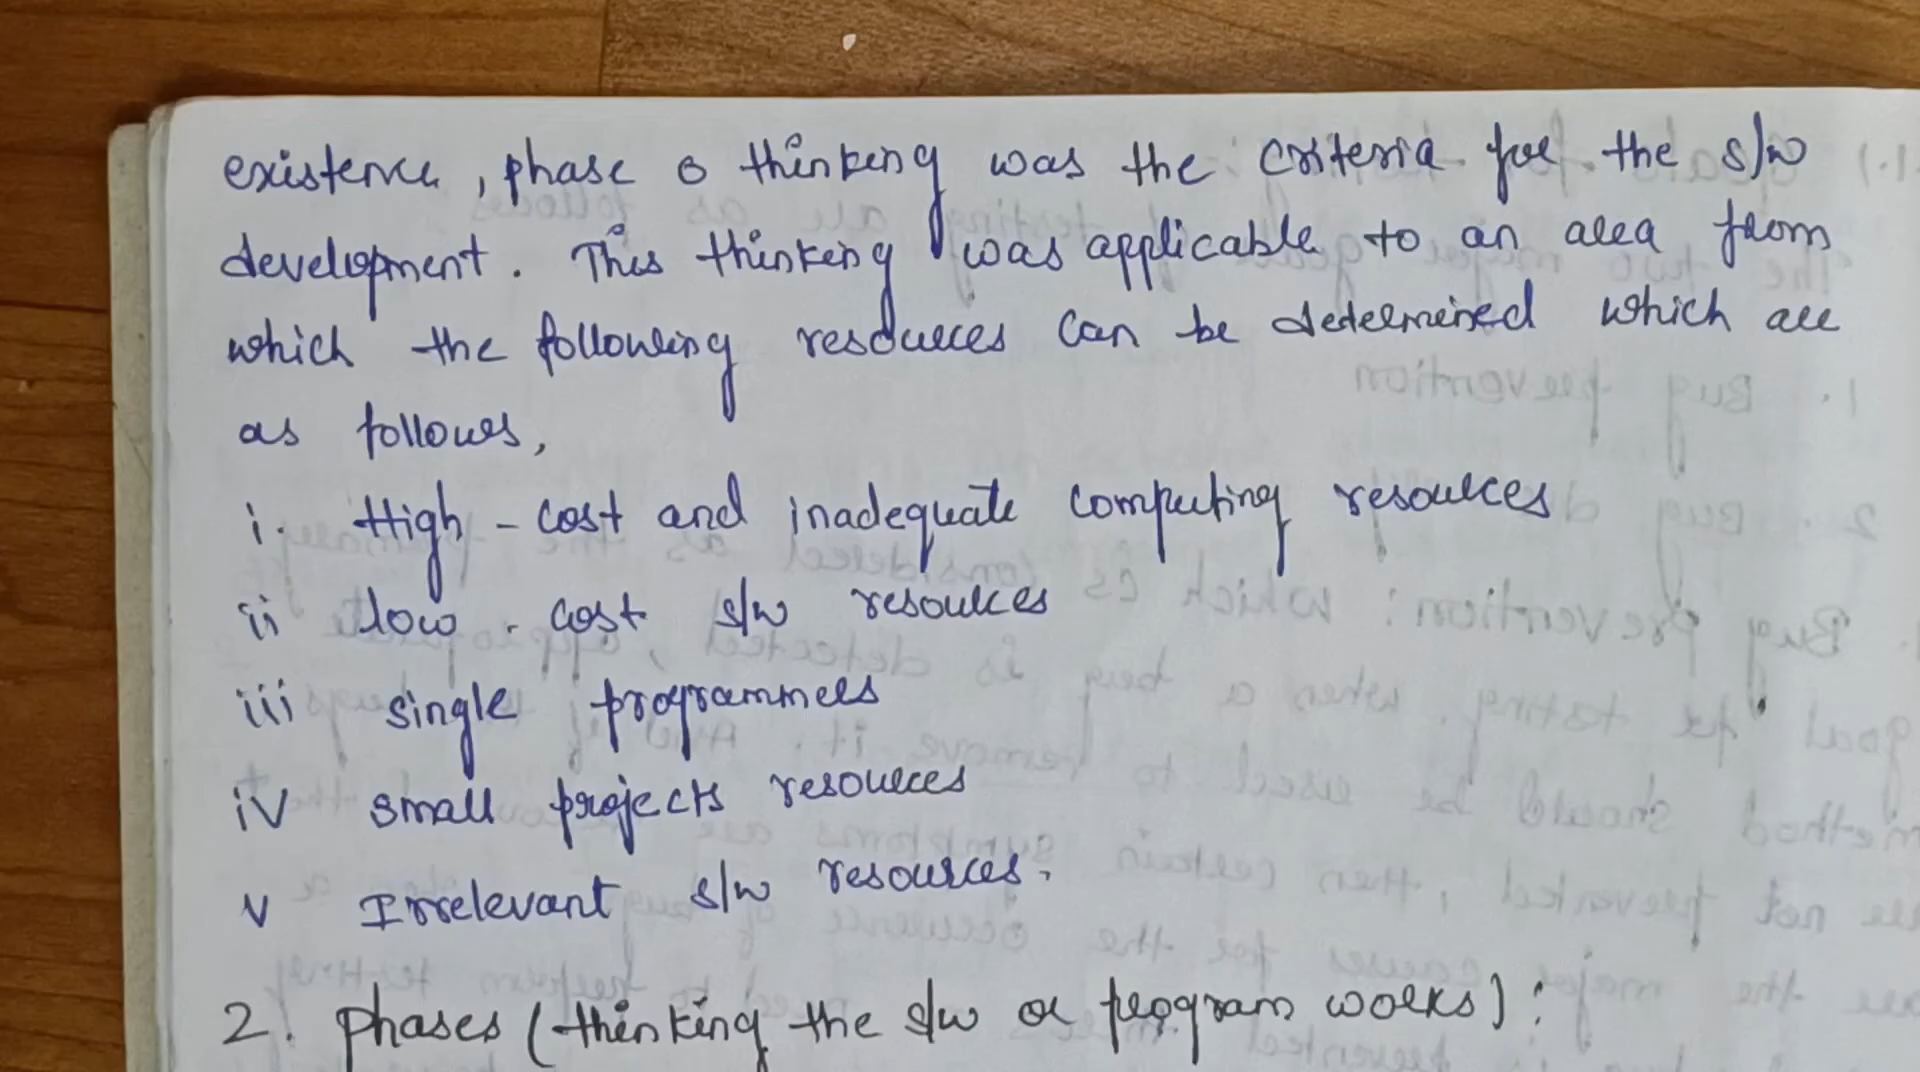 existence, phase 0 thinking was the criteria for the s/w
development. This thinking was applicable to an area from
which the following resources can be determined which are
as follows,
i. High - cost and inadequate computing resources
ii low - cost s/w resources
iii single programmers
iv small projects resources
v Irrelevant s/w resources.
2. phases (thinking the s/w or program works) :